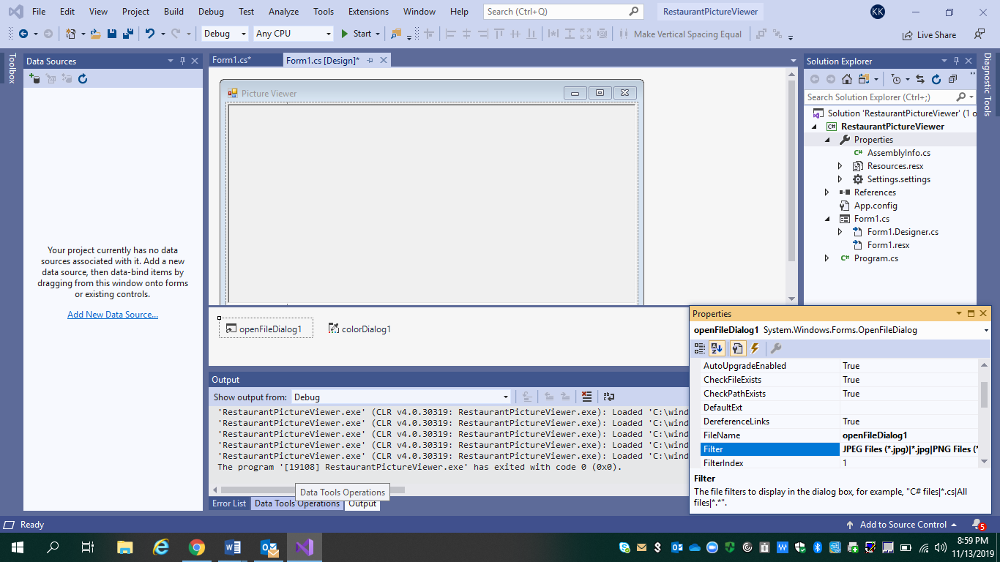 File Edit View Project Build Debug Test Analyze Tools Extensions Window Help Search (Ctrl+Q) RestaurantPictureViewer KK
Debug Any CPU Start Make Vertical Spacing Equal Live Share
Toolbox
Data Sources
Your project currently has no data
sources associated with it. Add a new
data source, then data-bind items by
dragging from this window onto forms
or existing controls.
Add New Data Source...
Form1.cs* Form1.cs [Design]*
Picture Viewer
openFileDialog1 colorDialog1
Output
Show output from: Debug
'RestaurantPictureViewer.exe' (CLR v4.0.30319: RestaurantPictureViewer.exe): Loaded 'C:\wind
'RestaurantPictureViewer.exe' (CLR v4.0.30319: RestaurantPictureViewer.exe): Loaded 'C:\wind
'RestaurantPictureViewer.exe' (CLR v4.0.30319: RestaurantPictureViewer.exe): Loaded 'C:\wind
'RestaurantPictureViewer.exe' (CLR v4.0.30319: RestaurantPictureViewer.exe): Loaded 'C:\wind
'RestaurantPictureViewer.exe' (CLR v4.0.30319: RestaurantPictureViewer.exe): Loaded 'C:\wind
The program '[19108] RestaurantPictureViewer.exe' has exited with code 0 (0x0).
Data Tools Operations
Error List Data Tools Operations Output
Solution Explorer
Search Solution Explorer (Ctrl+;)
Solution 'RestaurantPictureViewer' (1 o
RestaurantPictureViewer
Properties
AssemblyInfo.cs
Resources.resx
Settings.settings
References
App.config
Form1.cs
Form1.Designer.cs
Form1.resx
Program.cs
Diagnostic Tools
Properties
openFileDialog1 System.Windows.Forms.OpenFileDialog
AutoUpgradeEnabled True
CheckFileExists True
CheckPathExists True
DefaultExt
DereferenceLinks True
FileName openFileDialog1
Filter JPEG Files (*.jpg)|*.jpg|PNG Files (*
FilterIndex 1
Filter
The file filters to display in the dialog box, for example, "C# files|*.cs|All
files|*.*".
Ready Add to Source Control 5
8:59 PM
11/13/2019